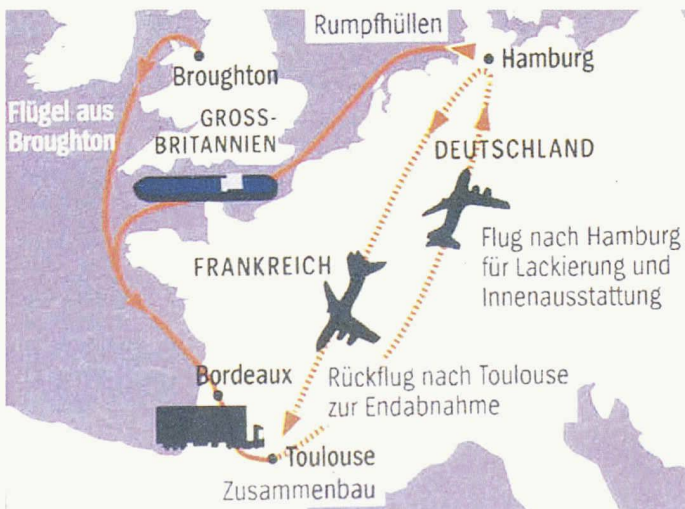 Rumpfhüllen
Hamburg
Broughton
Flügel aus
Broughton
GROSS-
BRITANNIEN
DEUTSCHLAND
Flug nach Hamburg
für Lackierung und
Innenausstattung
FRANKREICH
Bordeaux
Rückflug nach Toulouse
zur Endabnahme
Toulouse
Zusammenbau